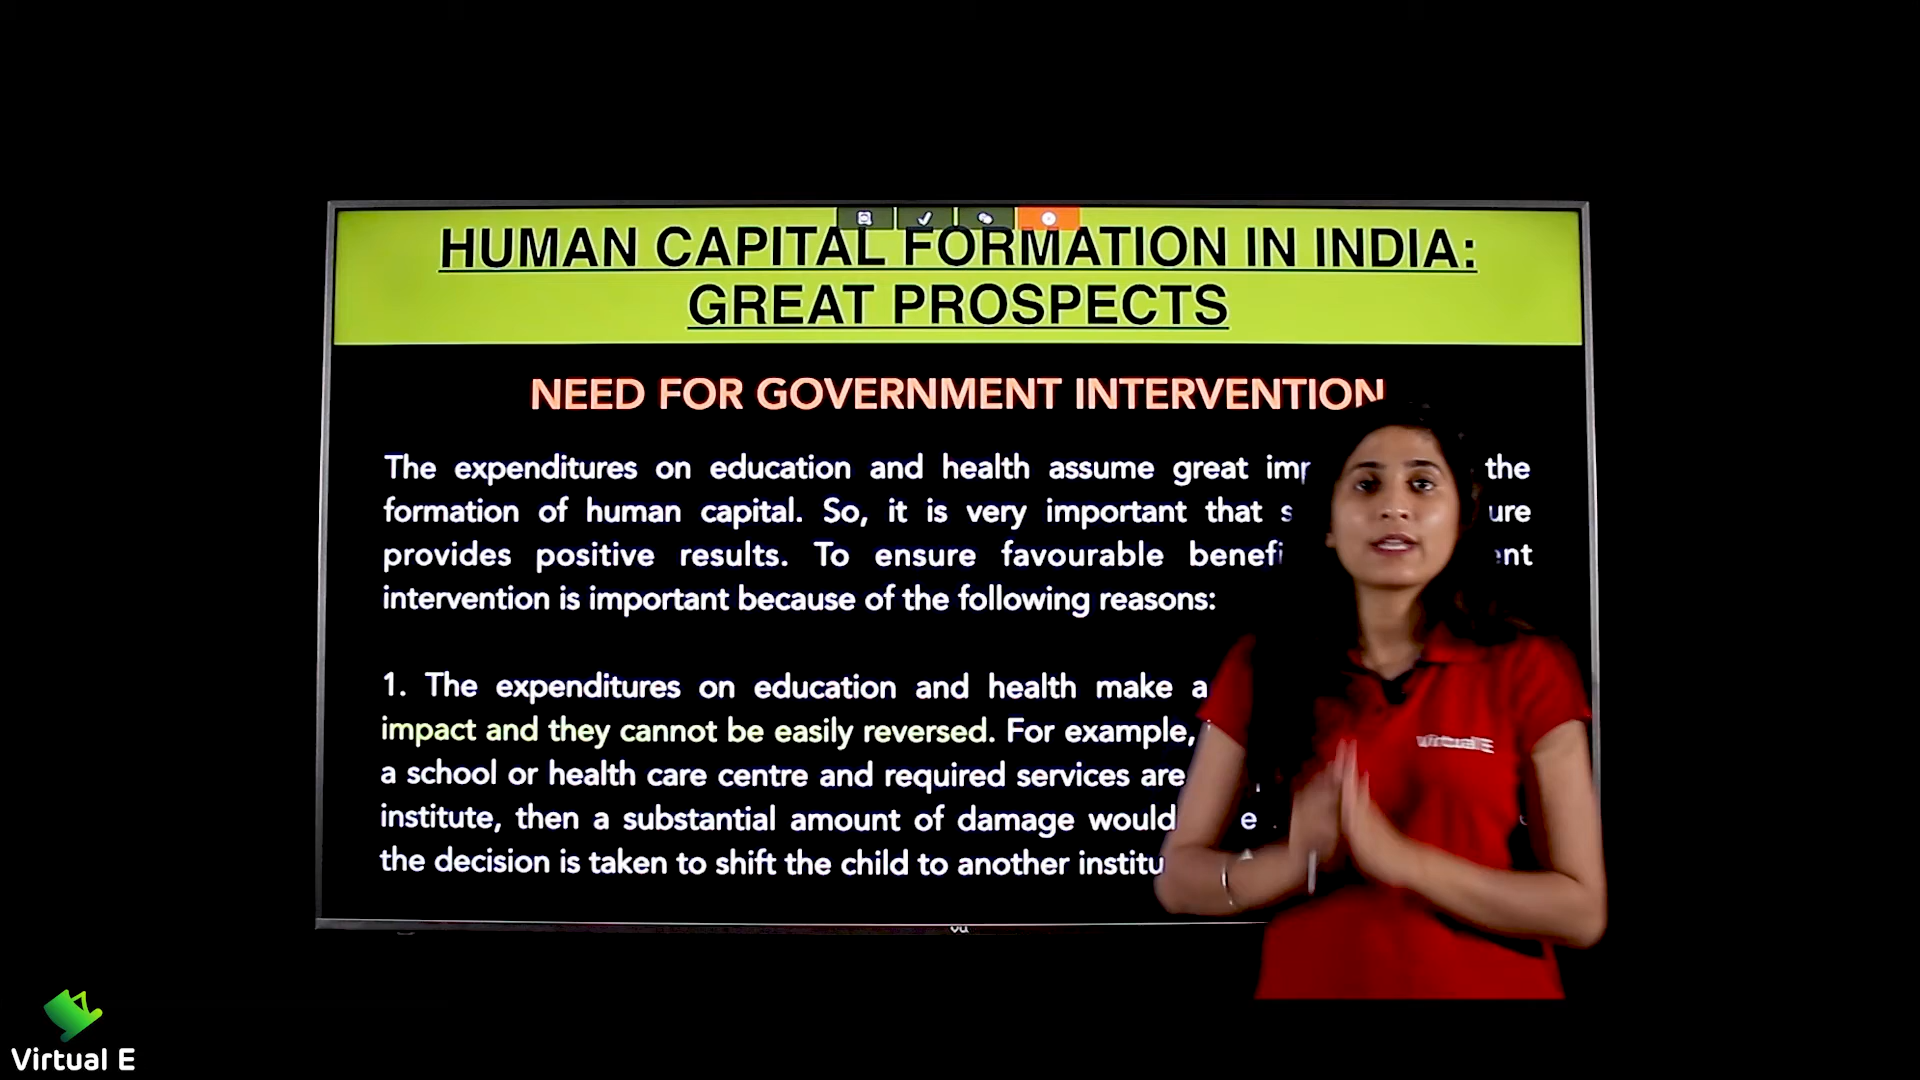 HUMAN CAPITAL FORMATION IN INDIA:
GREAT PROSPECTS
NEED FOR GOVERNMENT INTERVENTION
The expenditures on education and health assume great the
formation of human capital. So, it is very important that
provides positive results. To ensure favourable
intervention is important because of the following reasons:
1. The expenditures on education and health make a
impact and they cannot be easily reversed. For example,
a school or health care centre and required services are
institute, then a substantial amount of damage would
the decision is taken to shift the child to another
Virtual E
Virtual E